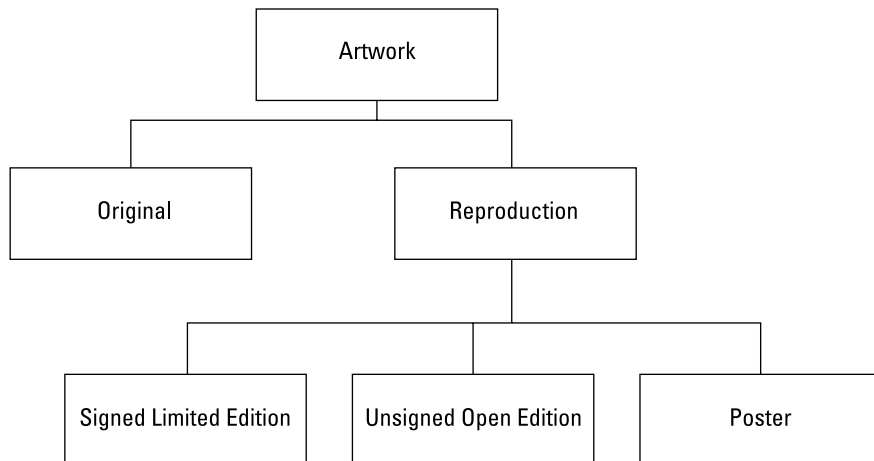 Artwork
Original
Reproduction
Signed Limited Edition
Unsigned Open Edition
Poster